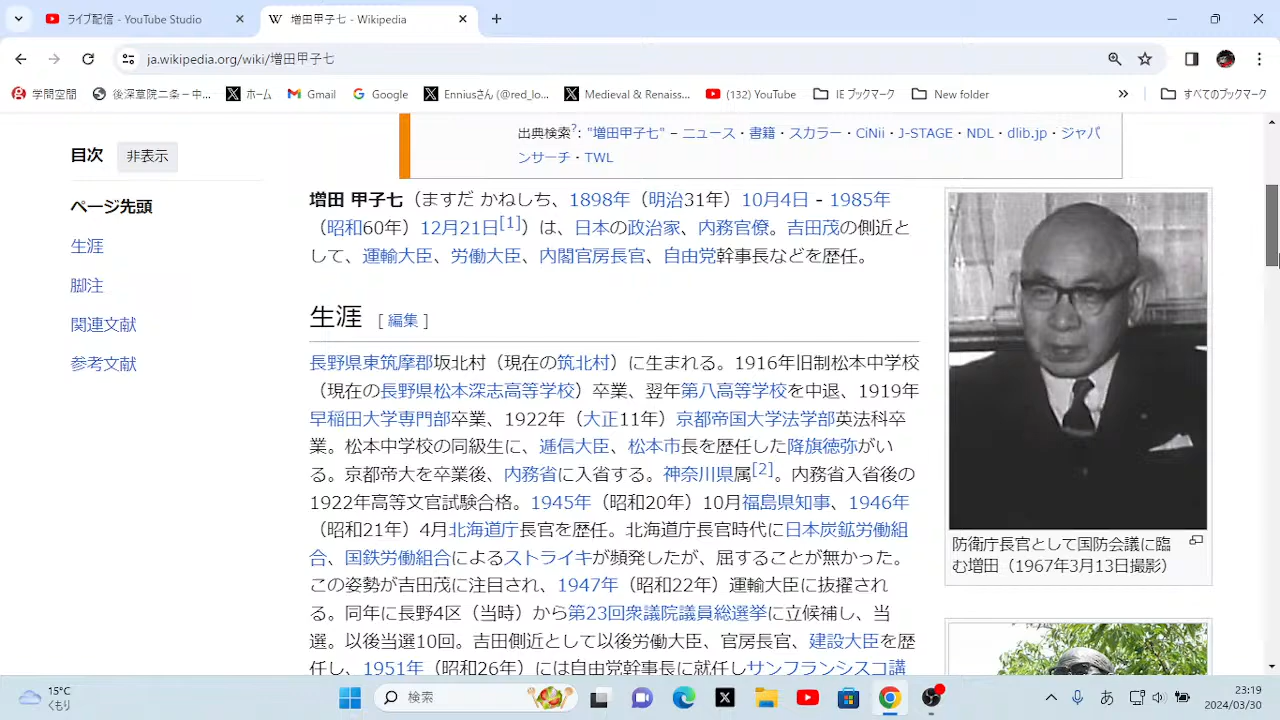 ライブ配信 - YouTube Studio
増田甲子七 - Wikipedia
ja.wikipedia.org/wiki/増田甲子七
学問空間
後深草院二条－中...
ホーム
Gmail
Google
Enniusさん (@red_lo...
Medieval & Renaiss...
(132) YouTube
IE ブックマーク
New folder
すべてのブックマーク
出典検索?: "増田甲子七" – ニュース · 書籍 · スカラー · CiNii · J-STAGE · NDL · dlib.jp · ジャパ
ンサーチ · TWL
目次 非表示
ページ先頭
生涯
脚注
関連文献
参考文献
増田 甲子七（ますだ かねしち、1898年（明治31年）10月4日 - 1985年
（昭和60年）12月21日[1]）は、日本の政治家、内務官僚。吉田茂の側近と
して、運輸大臣、労働大臣、内閣官房長官、自由党幹事長などを歴任。
生涯 [ 編集 ]
長野県東筑摩郡坂北村（現在の筑北村）に生まれる。1916年旧制松本中学校
（現在の長野県松本深志高等学校）卒業、翌年第八高等学校を中退、1919年
早稲田大学専門部卒業、1922年（大正11年）京都帝国大学法学部英法科卒
業。松本中学校の同級生に、逓信大臣、松本市長を歴任した降旗徳弥がい
る。京都帝大を卒業後、内務省に入省する。神奈川県属[2]。内務省入省後の
1922年高等文官試験合格。1945年（昭和20年）10月福島県知事、1946年
（昭和21年）4月北海道庁長官を歴任。北海道庁長官時代に日本炭鉱労働組
合、国鉄労働組合によるストライキが頻発したが、屈することが無かった。
この姿勢が吉田茂に注目され、1947年（昭和22年）運輸大臣に抜擢され
る。同年に長野4区（当時）から第23回衆議院議員総選挙に立候補し、当
選。以後当選10回。吉田側近として以後労働大臣、官房長官、建設大臣を歴
任し、1951年（昭和26年）には自由党幹事長に就任しサンフランシスコ講
防衛庁長官として国防会議に臨
む増田（1967年3月13日撮影）
15°C
くもり
検索
あ
23:19
2024/03/30